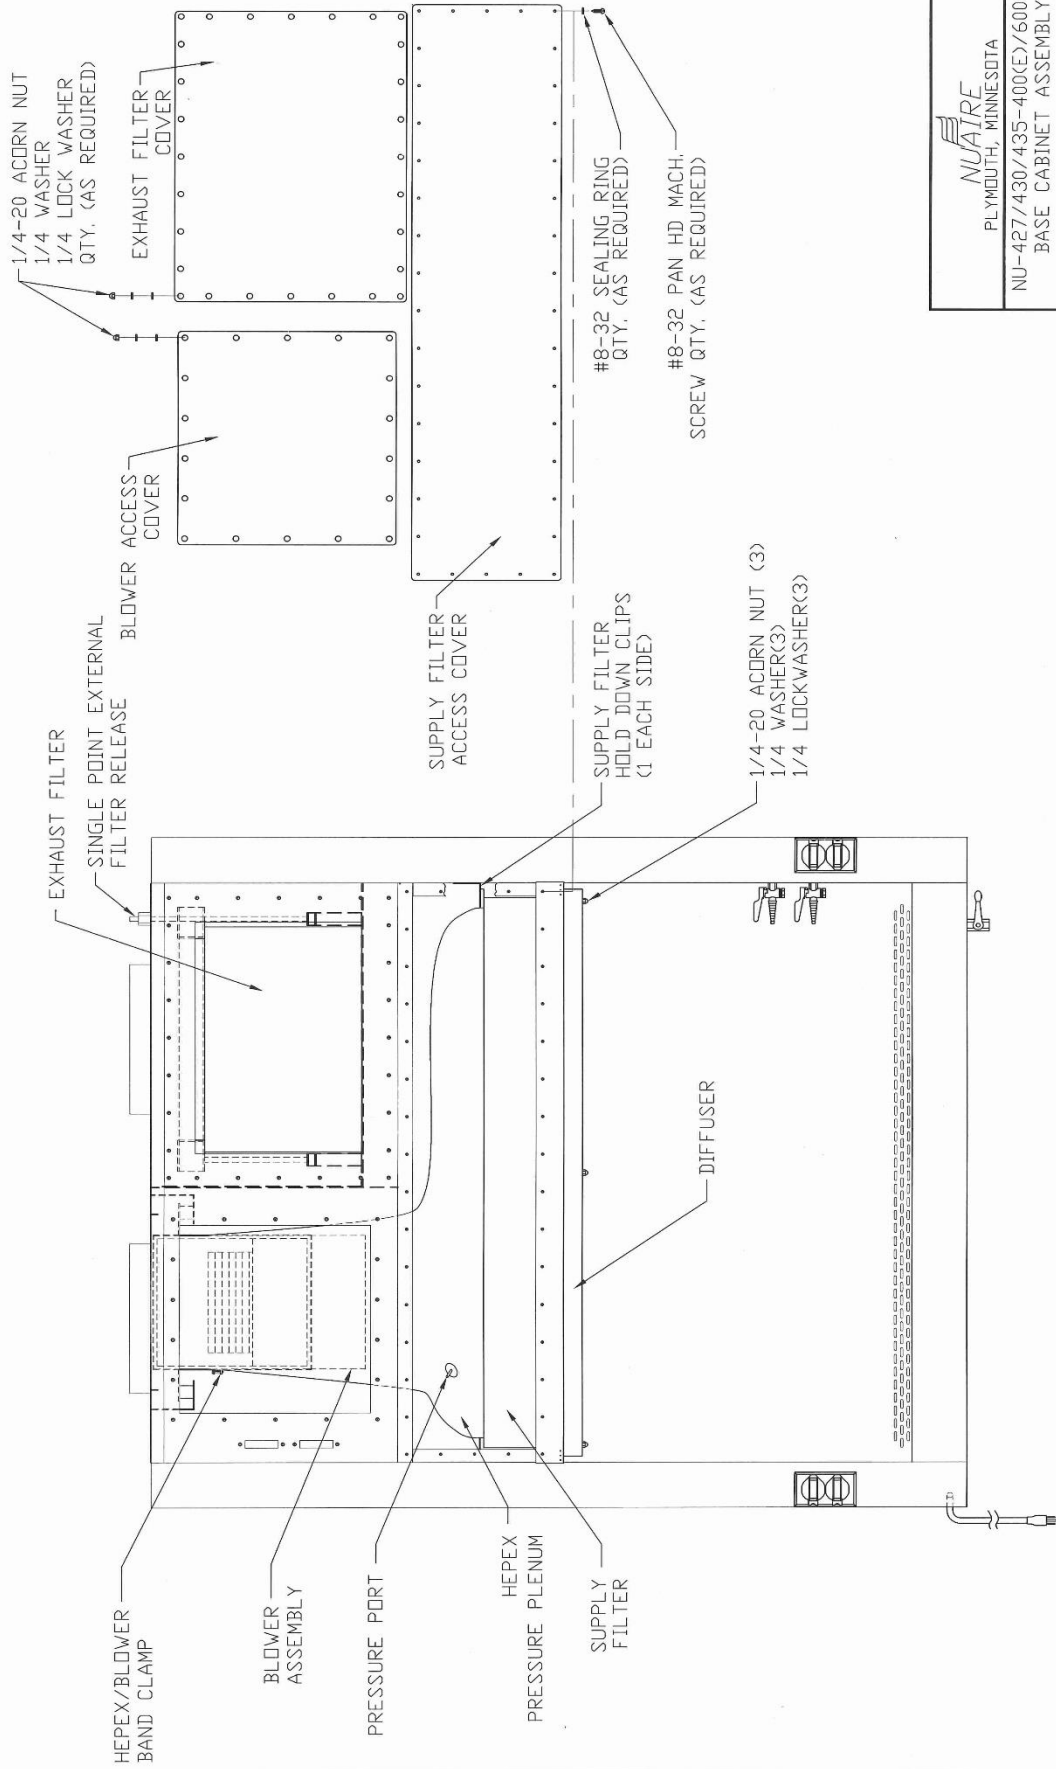 HEPEX/BLOWER
BAND CLAMP
BLOWER
ASSEMBLY
PRESSURE PORT
HEPEX
PRESSURE PLENUM
SUPPLY
FILTER
EXHAUST FILTER
SINGLE POINT EXTERNAL
FILTER RELEASE
DIFFUSER
SUPPLY FILTER
HOLD DOWN CLIPS
(1 EACH SIDE)
1/4-20 ACORN NUT (3)
1/4 WASHER(3)
1/4 LOCKWASHER(3)
BLOWER ACCESS
COVER
SUPPLY FILTER
ACCESS COVER
1/4-20 ACORN NUT
1/4 WASHER
1/4 LOCK WASHER
QTY. (AS REQUIRED)
EXHAUST FILTER
COVER
#8-32 SEALING RING
QTY. (AS REQUIRED)
#8-32 PAN HD MACH.
SCREW QTY. (AS REQUIRED)
NUAIRE
PLYMOUTH, MINNESOTA
NU-427/430/435-400(E)/600
BASE CABINET ASSEMBLY